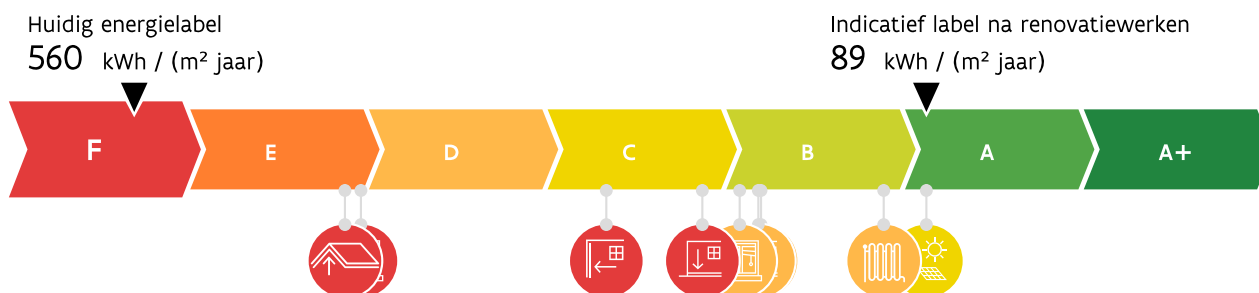 Huidig energielabel
560 kWh / (m² jaar)
Indicatief label na renovatiewerken
89 kWh / (m² jaar)
F
E
D
C
B
A
A+